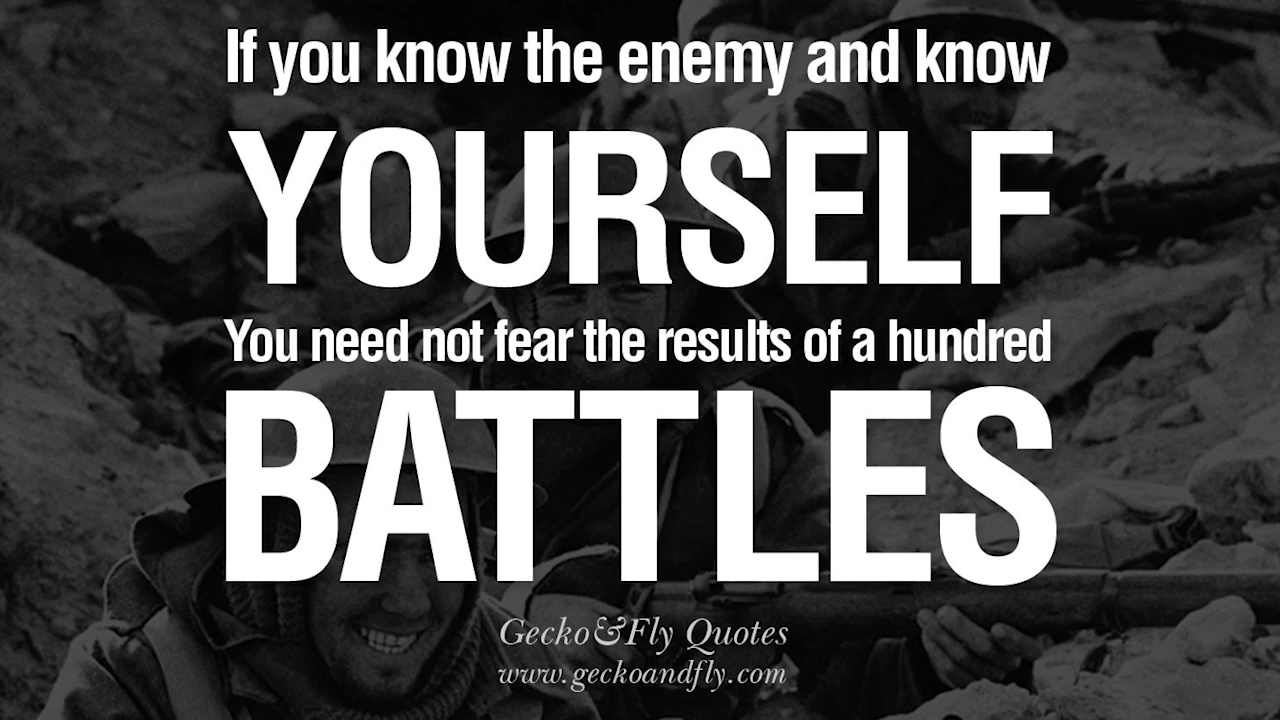 If you know the enemy and know
YOURSELF
You need not fear the results of a hundred
BATTLES
Gecko&Fly Quotes
www.geckoandfly.com